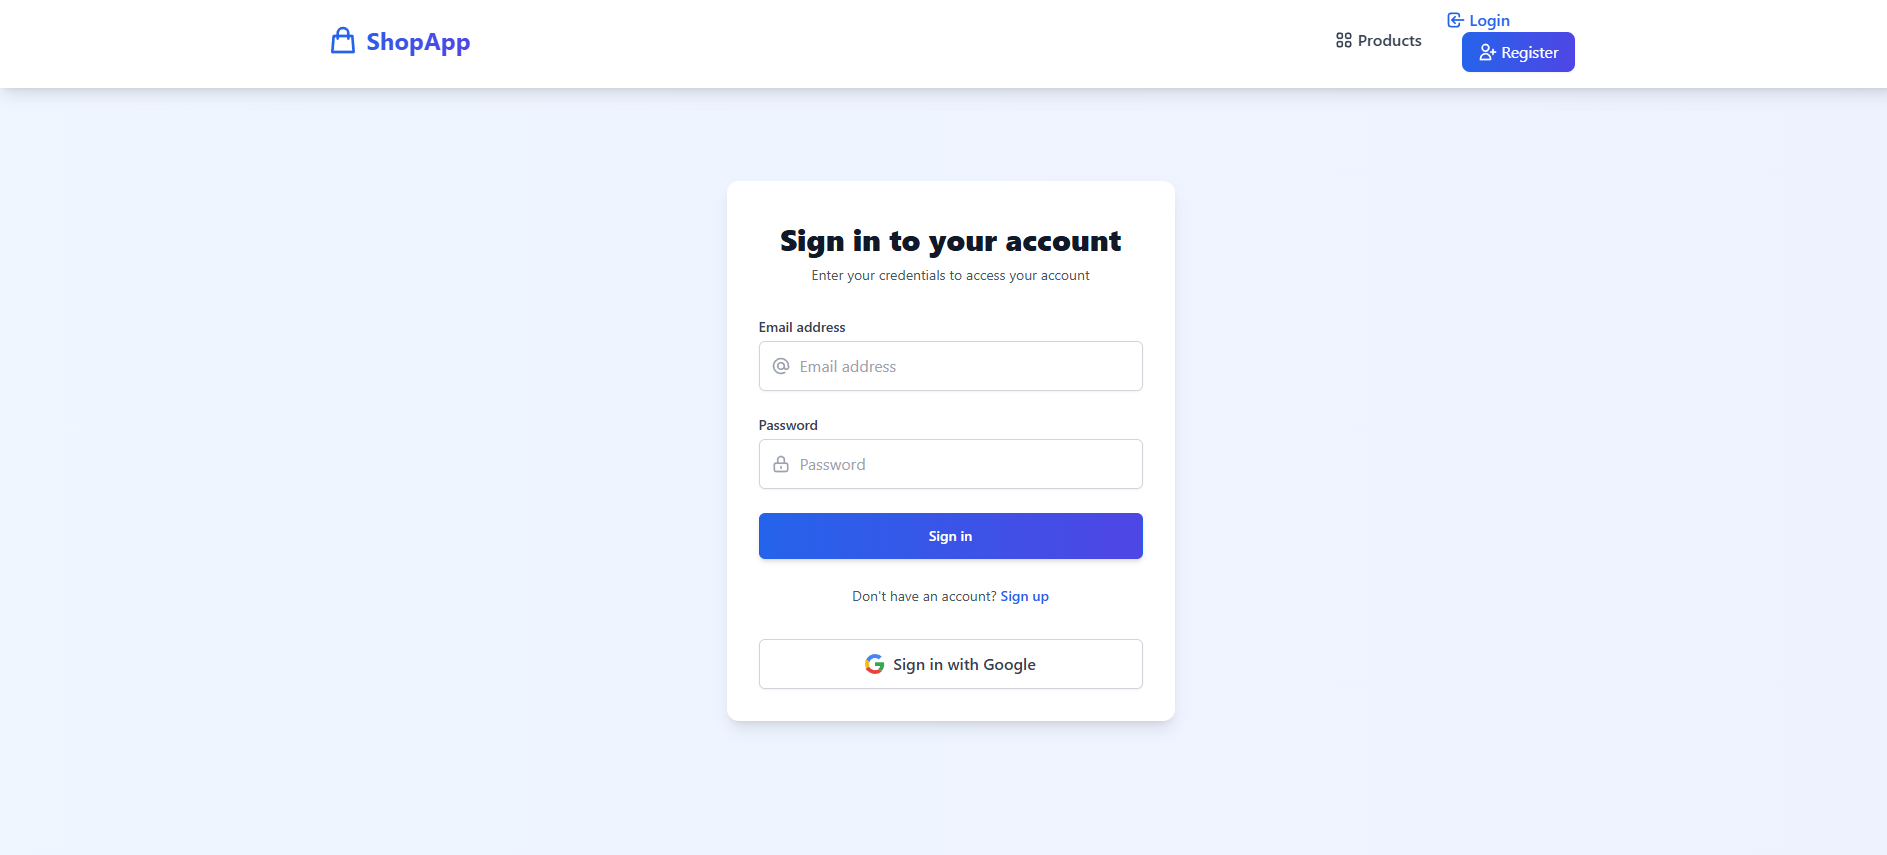 ShopApp
Products
Login
Register
Sign in to your account
Enter your credentials to access your account
Email address
Email address
Password
Password
Sign in
Don't have an account? Sign up
Sign in with Google